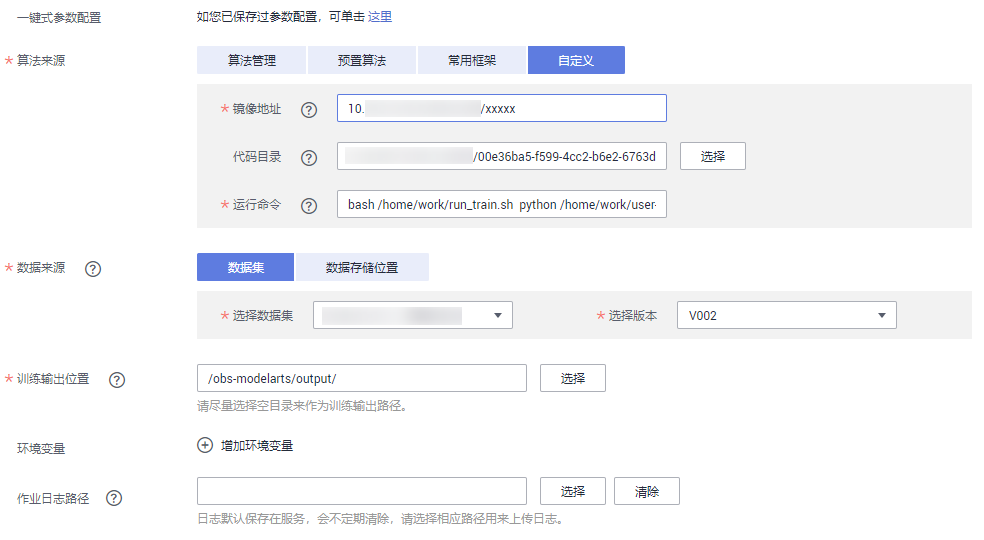 一键式参数配置 如您已保存过参数配置，可单击 这里
* 算法来源 算法管理 预置算法 常用框架 自定义
* 镜像地址 ? 10. /xxxxx
代码目录 ? /00e36ba5-f599-4cc2-b6e2-6763d 选择
* 运行命令 ? bash /home/work/run_train.sh python /home/work/user-
* 数据来源 ? 数据集 数据存储位置
* 选择数据集 * 选择版本 V002
* 训练输出位置 ? /obs-modelarts/output/ 选择
请尽量选择空目录来作为训练输出路径。
环境变量 增加环境变量
作业日志路径 ? 选择 清除
日志默认保存在服务，会不定期清除，请选择相应路径用来上传日志。